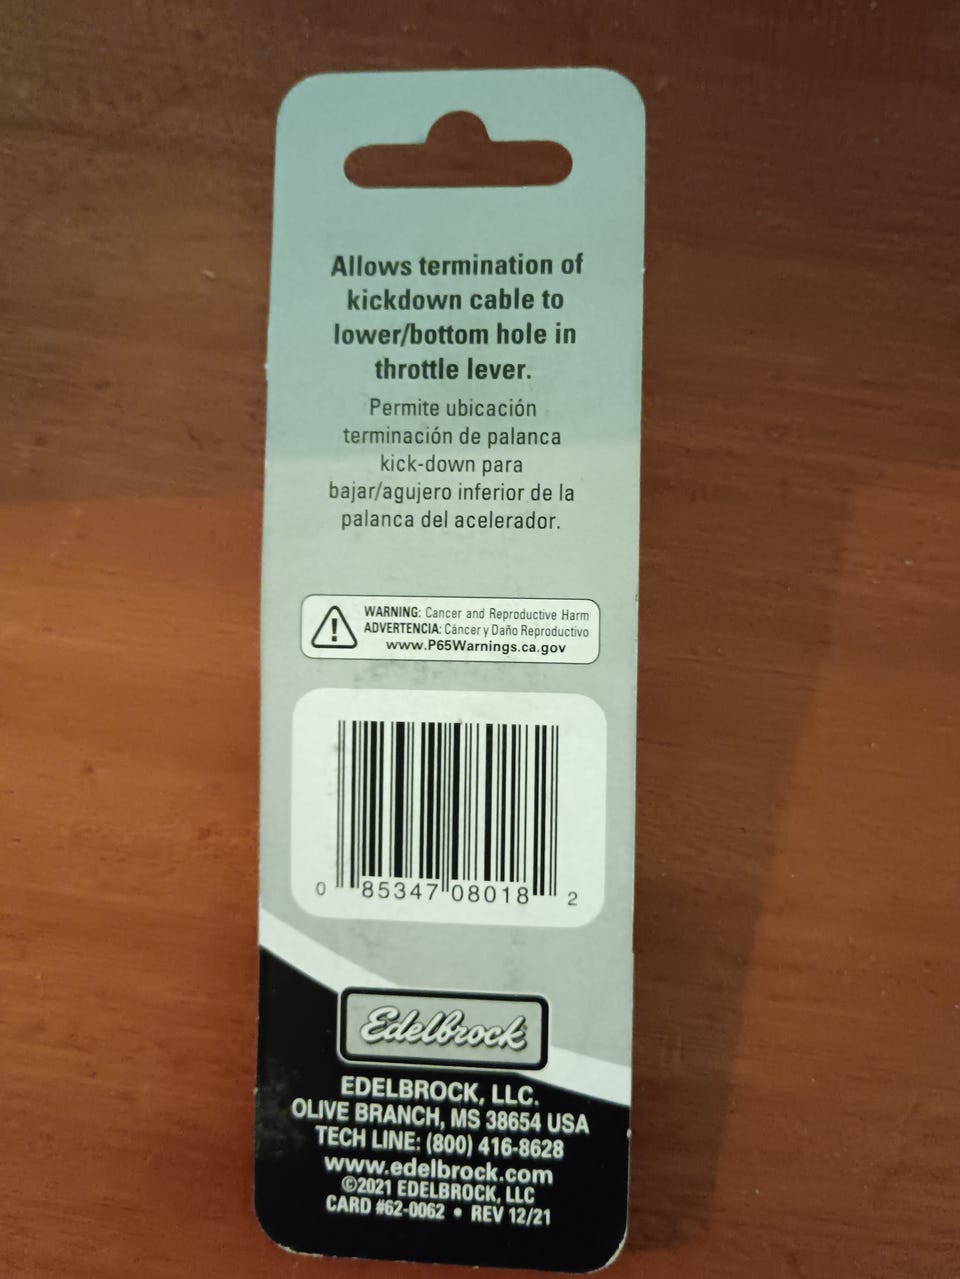 Allows termination of
kickdown cable to
lower/bottom hole in
throttle lever.
Permite ubicación
terminación de palanca
kick-down para
bajar/agujero inferior de la
palanca del acelerador.
WARNING: Cancer and Reproductive Harm
ADVERTENCIA: Cáncer y Daño Reproductivo
www.P65Warnings.ca.gov
0 85347 08018 2
Edelbrock
EDELBROCK, LLC.
OLIVE BRANCH, MS 38654 USA
TECH LINE: (800) 416-8628
www.edelbrock.com
©2021 EDELBROCK, LLC
CARD #62-0062 • REV 12/21